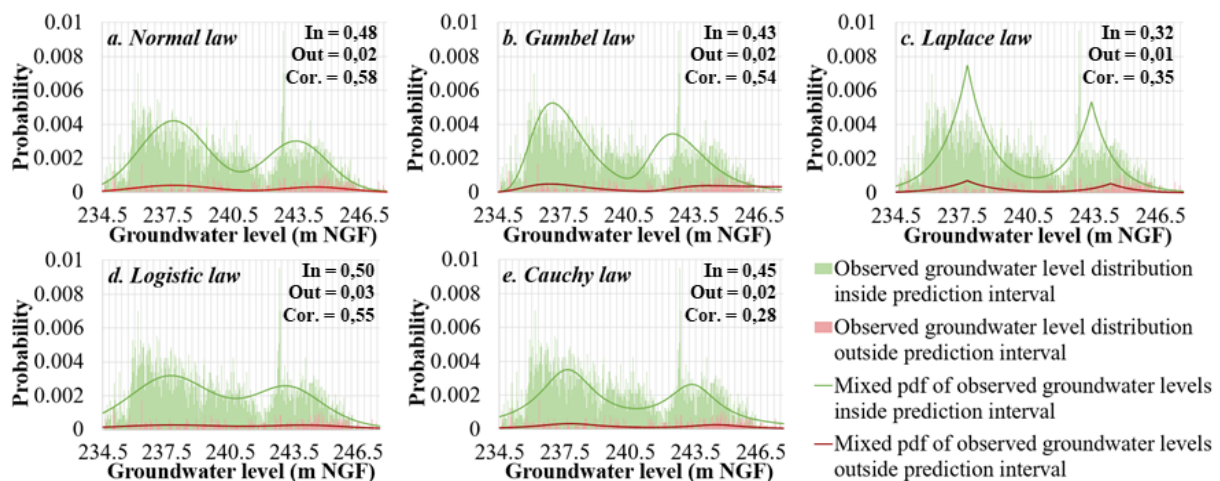 a. Normal law
In = 0,48
Out = 0,02
Cor. = 0,58
0.01
0.008
0.006
0.004
0.002
0
Probability
234.5 237.5 240.5 243.5 246.5
Groundwater level (m NGF)
b. Gumbel law
In = 0,43
Out = 0,02
Cor. = 0,54
0.01
0.008
0.006
0.004
0.002
0
Probability
234.5 237.5 240.5 243.5 246.5
Groundwater level (m NGF)
c. Laplace law
In = 0,32
Out = 0,01
Cor. = 0,35
0.01
0.008
0.006
0.004
0.002
0
Probability
234.5 237.5 240.5 243.5 246.5
Groundwater level (m NGF)
d. Logistic law
In = 0,50
Out = 0,03
Cor. = 0,55
0.01
0.008
0.006
0.004
0.002
0
Probability
234.5 237.5 240.5 243.5 246.5
Groundwater level (m NGF)
e. Cauchy law
In = 0,45
Out = 0,02
Cor. = 0,28
0.01
0.008
0.006
0.004
0.002
0
Probability
234.5 237.5 240.5 243.5 246.5
Groundwater level (m NGF)
Observed groundwater level distribution
inside prediction interval
Observed groundwater level distribution
outside prediction interval
Mixed pdf of observed groundwater levels
inside prediction interval
Mixed pdf of observed groundwater levels
outside prediction interval